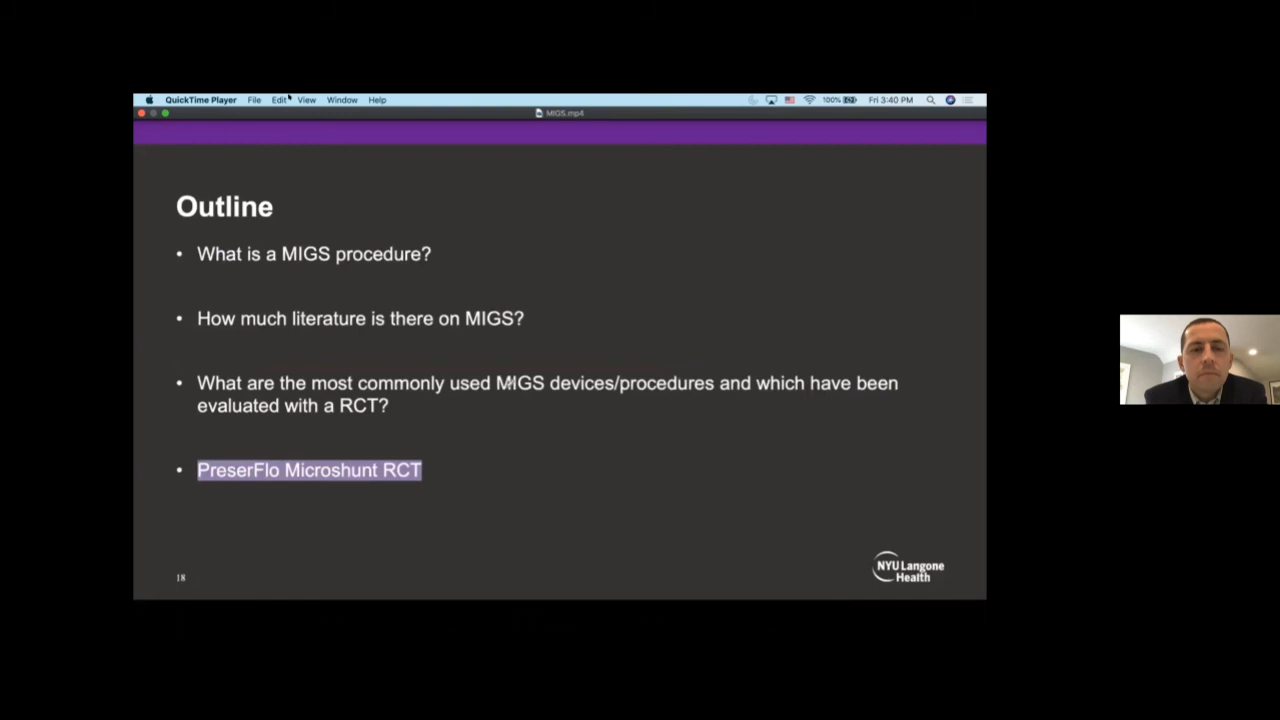 QuickTime Player File Edit View Window Help 100% Fri 3:40 PM
MIGS.mp4
Outline
• What is a MIGS procedure?
• How much literature is there on MIGS?
• What are the most commonly used MIGS devices/procedures and which have been
evaluated with a RCT?
• PreserFlo Microshunt RCT
NYU Langone
Health
18